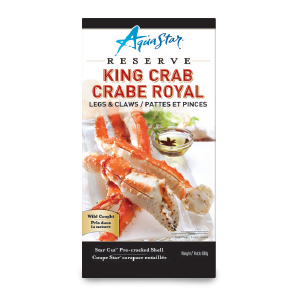 AquaStar
RESERVE
KING CRAB
CRABE ROYAL
LEGS & CLAWS / PATTES ET PINCES
Wild Caught
Pris dans
la nature
Star Cut Pre-cracked Shell
Coupe Star carapace entaillée